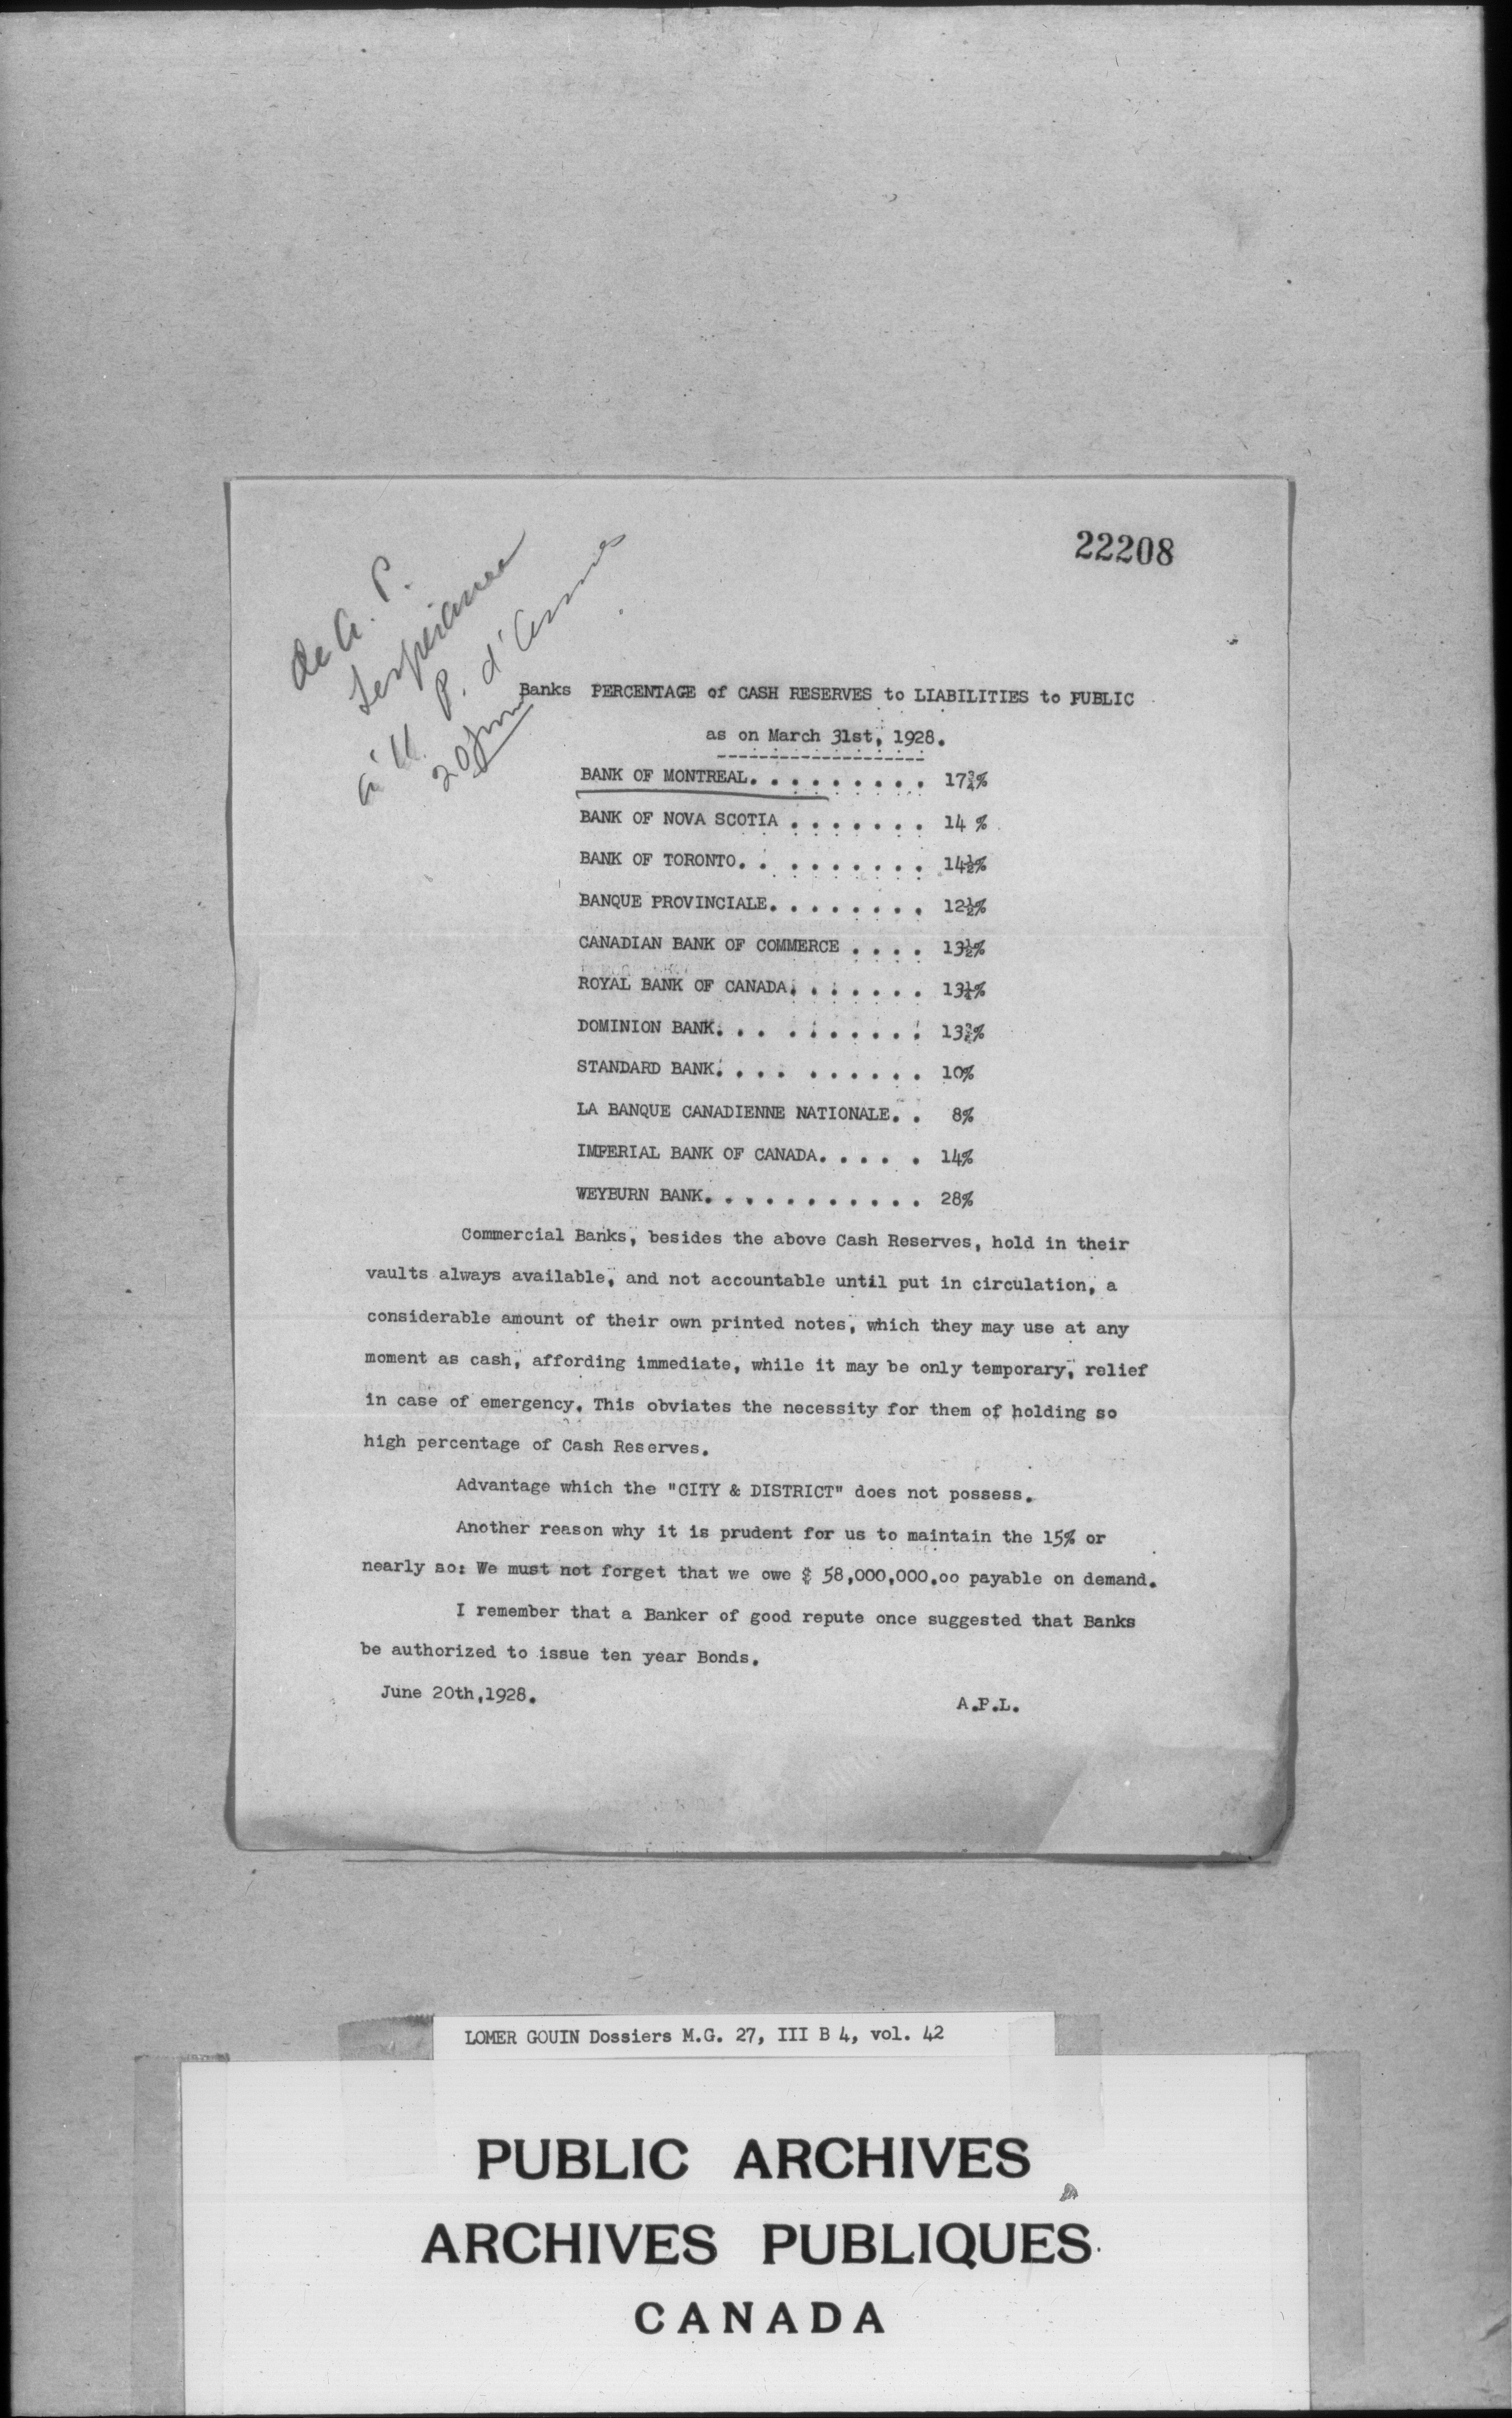 22208
de A. P.
Lesperance
à H. P. d'
20 juin
Banks PERCENTAGE of CASH RESERVES to LIABILITIES to PUBLIC
as on March 31st, 1928.
BANK OF MONTREAL. . . . . . . . . 17¾%
BANK OF NOVA SCOTIA . . . . . . . 14 %
BANK OF TORONTO. . . . . . . . . 14½%
BANQUE PROVINCIALE. . . . . . . . 12½%
CANADIAN BANK OF COMMERCE . . . . 13½%
ROYAL BANK OF CANADA. . . . . . . 13¼%
DOMINION BANK. . . . . . . . . . 13¾%
STANDARD BANK. . . . . . . . . . 10%
LA BANQUE CANADIENNE NATIONALE. . 8%
IMPERIAL BANK OF CANADA. . . . . 14%
WEYBURN BANK. . . . . . . . . . . 28%
Commercial Banks, besides the above Cash Reserves, hold in their
vaults always available, and not accountable until put in circulation, a
considerable amount of their own printed notes, which they may use at any
moment as cash, affording immediate, while it may be only temporary, relief
in case of emergency. This obviates the necessity for them of holding so
high percentage of Cash Reserves.
Advantage which the "CITY & DISTRICT" does not possess.
Another reason why it is prudent for us to maintain the 15% or
nearly so: We must not forget that we owe $ 58,000,000.oo payable on demand.
I remember that a Banker of good repute once suggested that Banks
be authorized to issue ten year Bonds.
June 20th,1928.
A.P.L.
LOMER GOUIN Dossiers M.G. 27, III B 4, vol. 42
PUBLIC ARCHIVES
ARCHIVES PUBLIQUES
CANADA